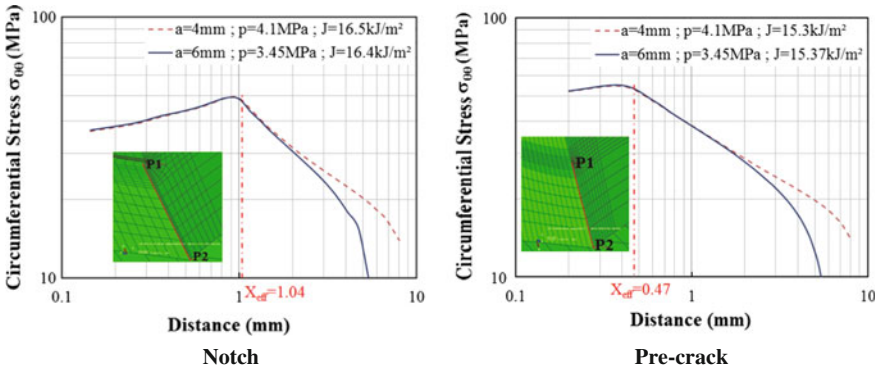 100
a=4mm ; p=4.1MPa ; J=16.5kJ/m²
a=6mm ; p=3.45MPa ; J=16.4kJ/m²
Circumferential Stress σθθ (MPa)
P1
P2
10
0.1
1
10
Xeff=1.04
Distance (mm)
Notch
100
a=4mm ; p=4.1MPa ; J=15.3kJ/m²
a=6mm ; p=3.45MPa ; J=15.37kJ/m²
Circumferential Stress σθθ (MPa)
P1
P2
10
0.1
1
10
Xeff=0.47
Distance (mm)
Pre-crack